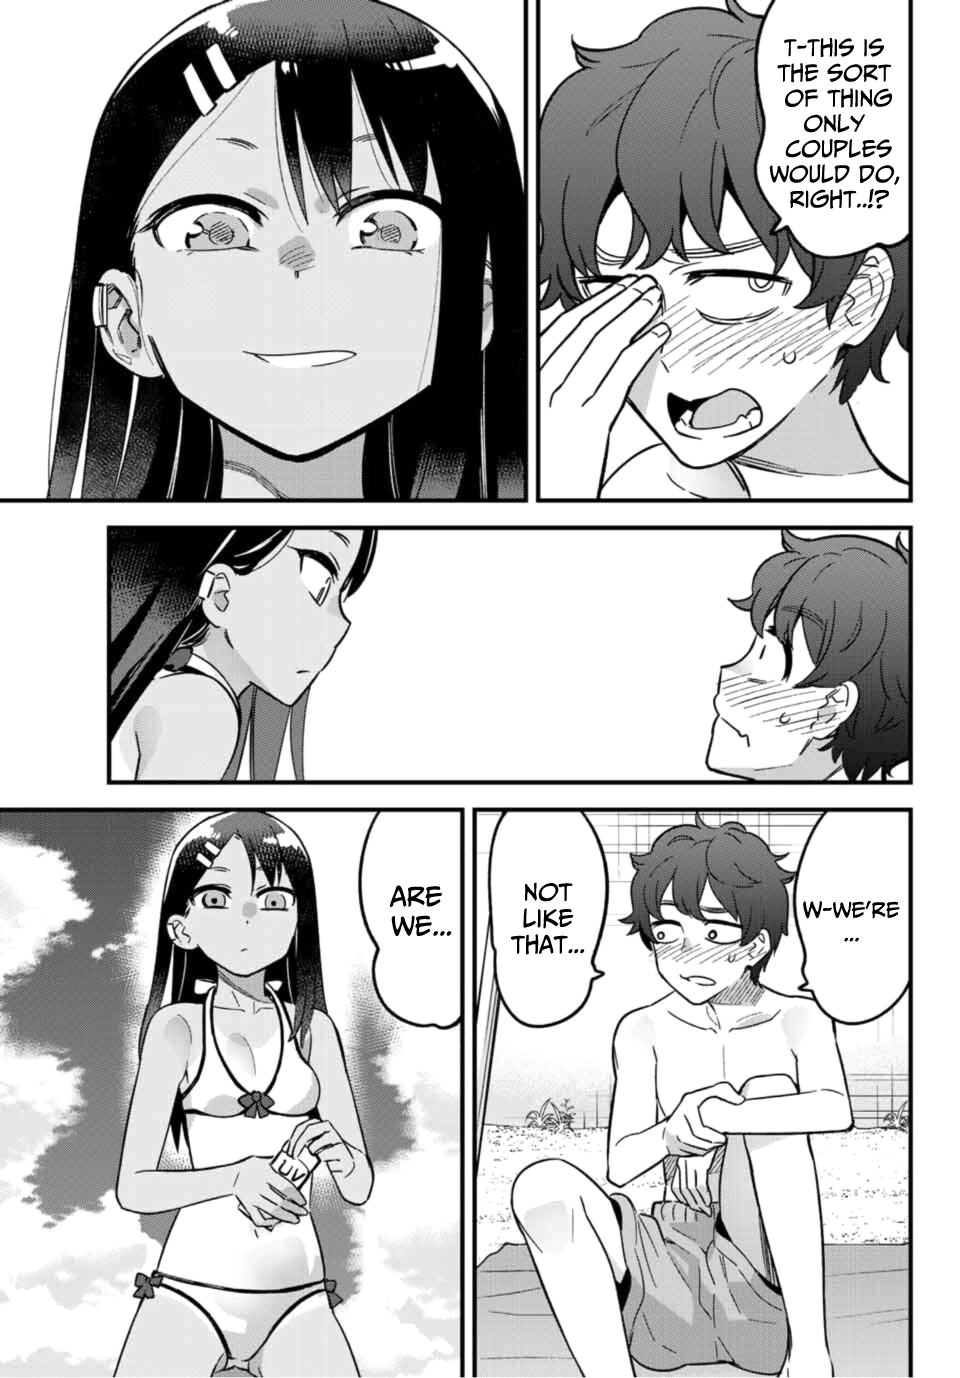 T-THIS IS
THE SORT
OF THING
ONLY
COUPLES
WOULD DO,
RIGHT..!?
W-WE'RE
...
NOT
LIKE
THAT...
ARE
WE...
UV